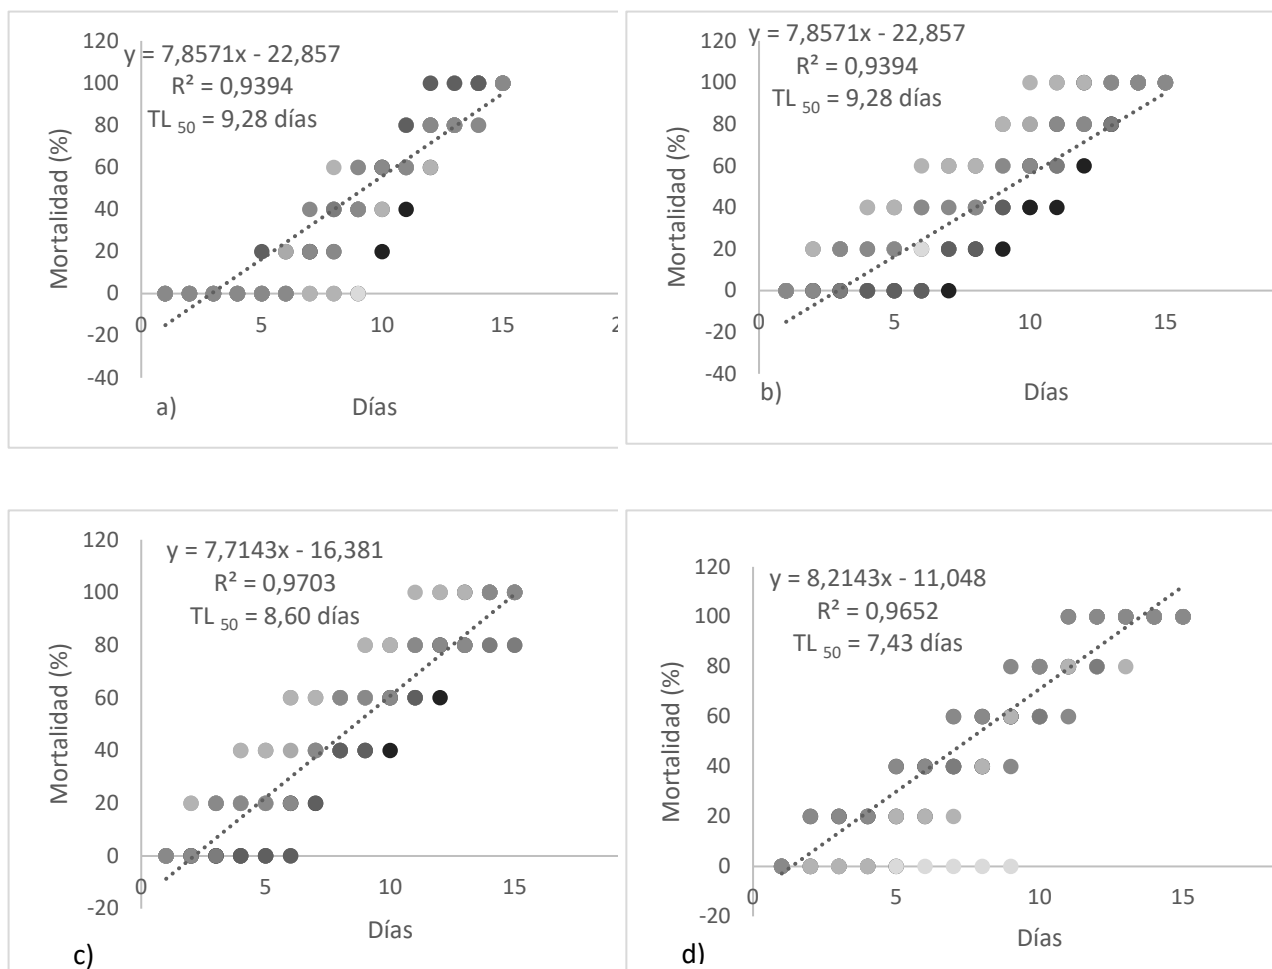 y = 7,8571x - 22,857
R² = 0,9394
TL 50 = 9,28 días
Mortalidad (%)
120
100
80
60
40
20
0
-20
-40
0 5 10 15 2
a) Días
y = 7,8571x - 22,857
R² = 0,9394
TL 50 = 9,28 días
Mortalidad (%)
120
100
80
60
40
20
0
-20
-40
0 5 10 15
b) Días
y = 7,7143x - 16,381
R² = 0,9703
TL 50 = 8,60 días
Mortalidad (%)
120
100
80
60
40
20
0
-20
0 5 10 15
c) Días
y = 8,2143x - 11,048
R² = 0,9652
TL 50 = 7,43 días
Mortalidad (%)
120
100
80
60
40
20
0
-20
0 5 10 15
d) Días